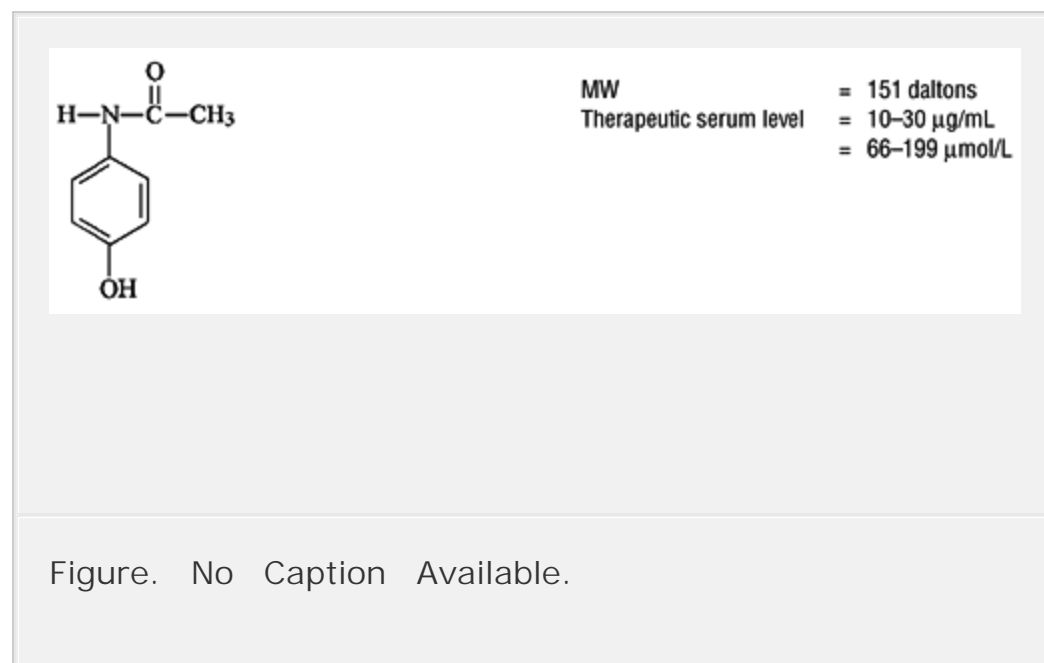 O
H–N–C–CH₃
OH
MW = 151 daltons
Therapeutic serum level = 10–30 μg/mL
= 66–199 μmol/L
Figure. No Caption Available.